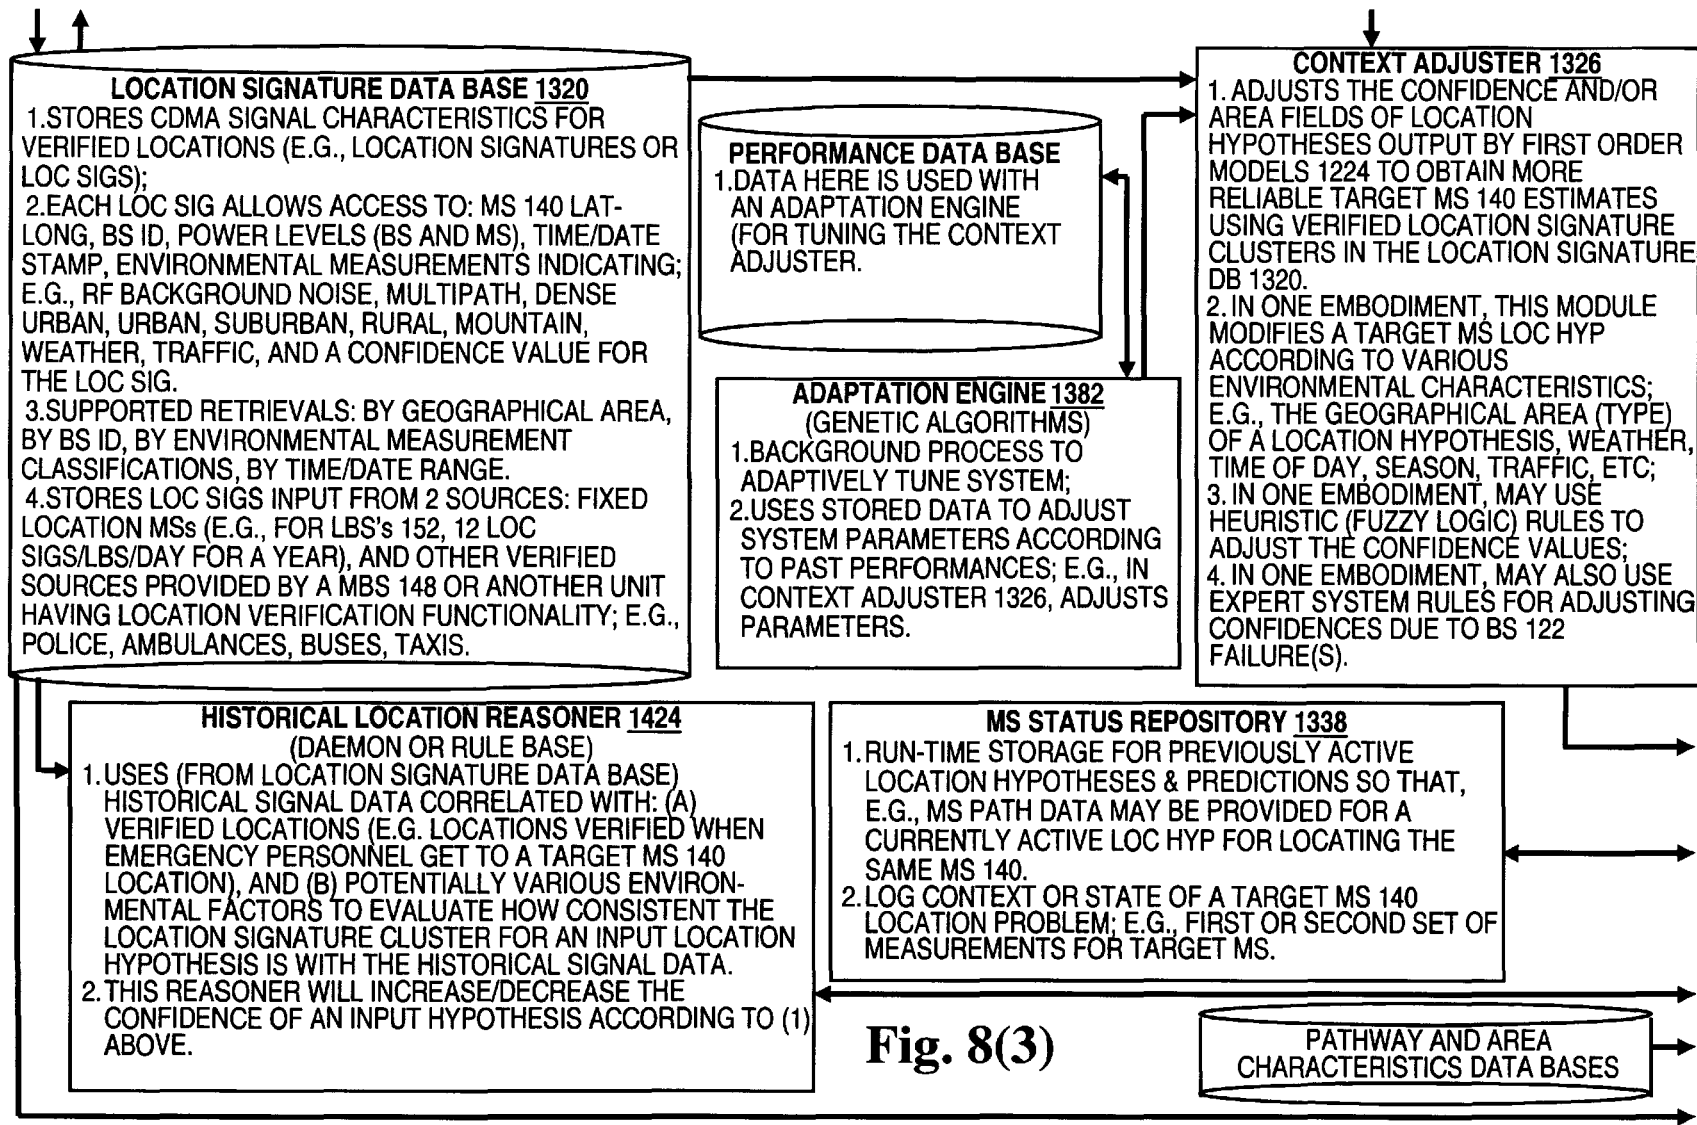 LOCATION SIGNATURE DATA BASE 1320
1.STORES CDMA SIGNAL CHARACTERISTICS FOR
VERIFIED LOCATIONS (E.G., LOCATION SIGNATURES OR
LOC SIGS);
2.EACH LOC SIG ALLOWS ACCESS TO: MS 140 LAT-
LONG, BS ID, POWER LEVELS (BS AND MS), TIME/DATE
STAMP, ENVIRONMENTAL MEASUREMENTS INDICATING;
E.G., RF BACKGROUND NOISE, MULTIPATH, DENSE
URBAN, URBAN, SUBURBAN, RURAL, MOUNTAIN,
WEATHER, TRAFFIC, AND A CONFIDENCE VALUE FOR
THE LOC SIG.
3.SUPPORTED RETRIEVALS: BY GEOGRAPHICAL AREA,
BY BS ID, BY ENVIRONMENTAL MEASUREMENT
CLASSIFICATIONS, BY TIME/DATE RANGE.
4.STORES LOC SIGS INPUT FROM 2 SOURCES: FIXED
LOCATION MSs (E.G., FOR LBS's 152, 12 LOC
SIGS/LBS/DAY FOR A YEAR), AND OTHER VERIFIED
SOURCES PROVIDED BY A MBS 148 OR ANOTHER UNIT
HAVING LOCATION VERIFICATION FUNCTIONALITY; E.G.,
POLICE, AMBULANCES, BUSES, TAXIS.
PERFORMANCE DATA BASE
1.DATA HERE IS USED WITH
AN ADAPTATION ENGINE
(FOR TUNING THE CONTEXT
ADJUSTER.
ADAPTATION ENGINE 1382
(GENETIC ALGORITHMS)
1.BACKGROUND PROCESS TO
ADAPTIVELY TUNE SYSTEM;
2.USES STORED DATA TO ADJUST
SYSTEM PARAMETERS ACCORDING
TO PAST PERFORMANCES; E.G., IN
CONTEXT ADJUSTER 1326, ADJUSTS
PARAMETERS.
CONTEXT ADJUSTER 1326
1. ADJUSTS THE CONFIDENCE AND/OR
AREA FIELDS OF LOCATION
HYPOTHESES OUTPUT BY FIRST ORDER
MODELS 1224 TO OBTAIN MORE
RELIABLE TARGET MS 140 ESTIMATES
USING VERIFIED LOCATION SIGNATURE
CLUSTERS IN THE LOCATION SIGNATURE
DB 1320.
2. IN ONE EMBODIMENT, THIS MODULE
MODIFIES A TARGET MS LOC HYP
ACCORDING TO VARIOUS
ENVIRONMENTAL CHARACTERISTICS;
E.G., THE GEOGRAPHICAL AREA (TYPE)
OF A LOCATION HYPOTHESIS, WEATHER,
TIME OF DAY, SEASON, TRAFFIC, ETC;
3. IN ONE EMBODIMENT, MAY USE
HEURISTIC (FUZZY LOGIC) RULES TO
ADJUST THE CONFIDENCE VALUES;
4. IN ONE EMBODIMENT, MAY ALSO USE
EXPERT SYSTEM RULES FOR ADJUSTING
CONFIDENCES DUE TO BS 122
FAILURE(S).
HISTORICAL LOCATION REASONER 1424
(DAEMON OR RULE BASE)
1. USES (FROM LOCATION SIGNATURE DATA BASE)
HISTORICAL SIGNAL DATA CORRELATED WITH: (A)
VERIFIED LOCATIONS (E.G. LOCATIONS VERIFIED WHEN
EMERGENCY PERSONNEL GET TO A TARGET MS 140
LOCATION), AND (B) POTENTIALLY VARIOUS ENVIRON-
MENTAL FACTORS TO EVALUATE HOW CONSISTENT THE
LOCATION SIGNATURE CLUSTER FOR AN INPUT LOCATION
HYPOTHESIS IS WITH THE HISTORICAL SIGNAL DATA.
2. THIS REASONER WILL INCREASE/DECREASE THE
CONFIDENCE OF AN INPUT HYPOTHESIS ACCORDING TO (1)
ABOVE.
MS STATUS REPOSITORY 1338
1. RUN-TIME STORAGE FOR PREVIOUSLY ACTIVE
LOCATION HYPOTHESES & PREDICTIONS SO THAT,
E.G., MS PATH DATA MAY BE PROVIDED FOR A
CURRENTLY ACTIVE LOC HYP FOR LOCATING THE
SAME MS 140.
2. LOG CONTEXT OR STATE OF A TARGET MS 140
LOCATION PROBLEM; E.G., FIRST OR SECOND SET OF
MEASUREMENTS FOR TARGET MS.
Fig. 8(3)
PATHWAY AND AREA
CHARACTERISTICS DATA BASES